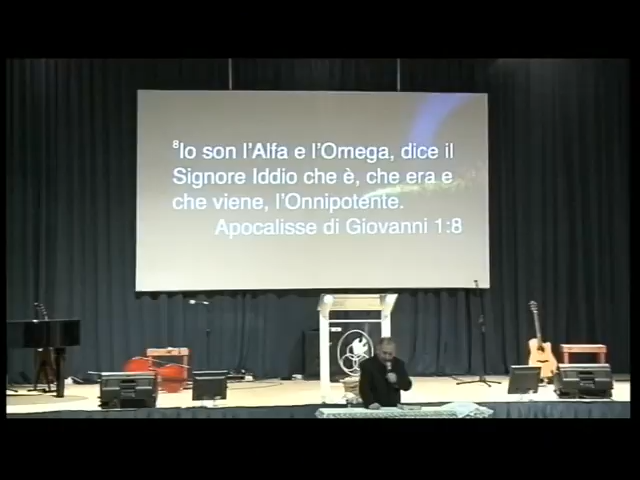 ⁸Io son l'Alfa e l'Omega, dice il
Signore Iddio che è, che era e
che viene, l'Onnipotente.
Apocalisse di Giovanni 1:8